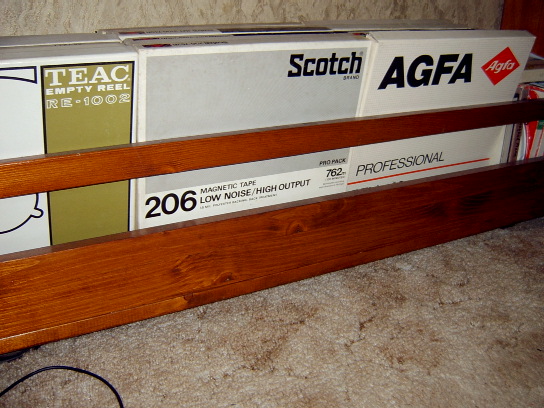 TEAC
EMPTY REEL
RE-1002
Scotch
BRAND
PRO PACK
762m
206
MAGNETIC TAPE
LOW NOISE/HIGH OUTPUT
AGFA
Agfa
PROFESSIONAL